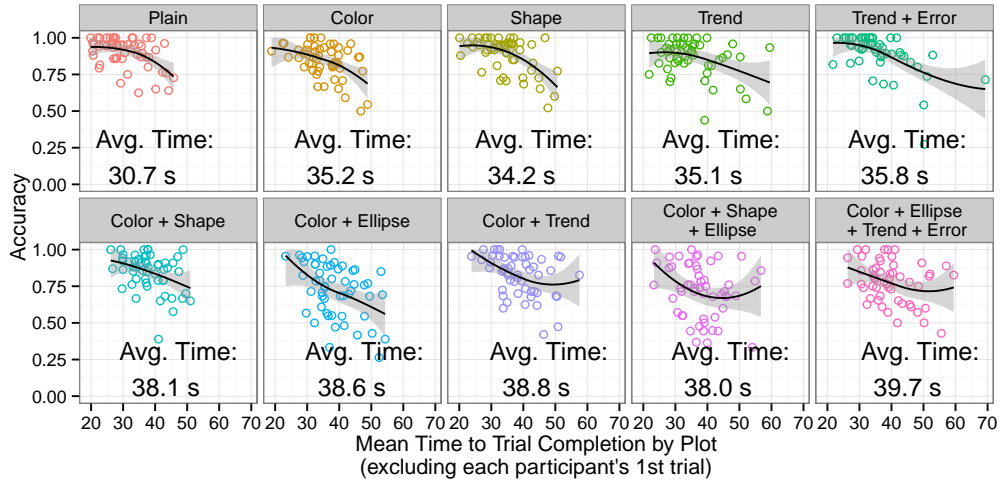 Plain Color Shape Trend Trend + Error
1.00
0.75
0.50
0.25
0.00
Avg. Time: Avg. Time: Avg. Time: Avg. Time: Avg. Time:
30.7 s 35.2 s 34.2 s 35.1 s 35.8 s
Accuracy
Color + Shape Color + Ellipse Color + Trend Color + Shape + Ellipse Color + Ellipse + Trend + Error
1.00
0.75
0.50
0.25
0.00
Avg. Time: Avg. Time: Avg. Time: Avg. Time: Avg. Time:
38.1 s 38.6 s 38.8 s 38.0 s 39.7 s
20 30 40 50 60 70 20 30 40 50 60 70 20 30 40 50 60 70 20 30 40 50 60 70 20 30 40 50 60 70
Mean Time to Trial Completion by Plot
(excluding each participant's 1st trial)